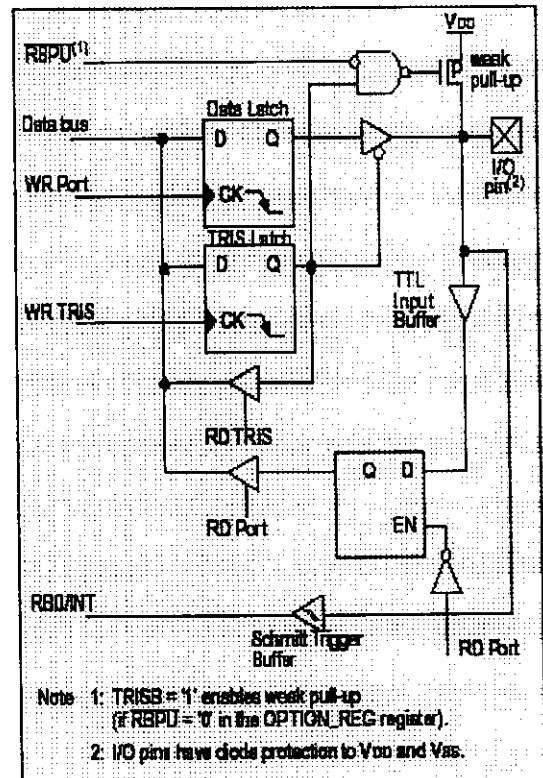 VDD
RBPU(1)
weak
pull-up
Data Latch
Data bus
D Q
I/O
pin(2)
WR Port
CK
TRIS Latch
D Q
TTL
Input
Buffer
WR TRIS
CK
RD TRIS
Q D
RD Port
EN
RB0/INT
Schmitt Trigger
Buffer
RD Port
Note 1: TRISB = '1' enables weak pull-up
(if RBPU = '0' in the OPTION_REG register).
2: I/O pins have diode protection to VDD and VSS.